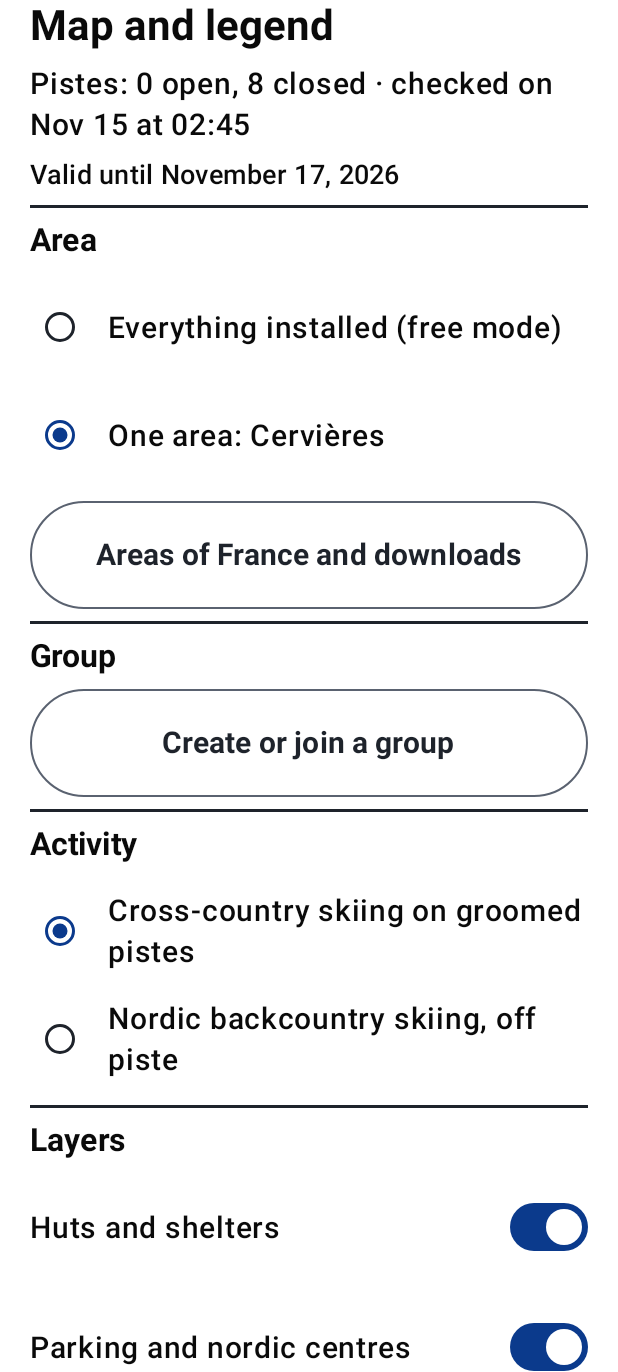 Map and legend
Pistes: 0 open, 8 closed · checked on
Nov 15 at 02:45
Valid until November 17, 2026
Area
Everything installed (free mode)
One area: Cervières
Areas of France and downloads
Group
Create or join a group
Activity
Cross-country skiing on groomed
pistes
Nordic backcountry skiing, off
piste
Layers
Huts and shelters
Parking and nordic centres